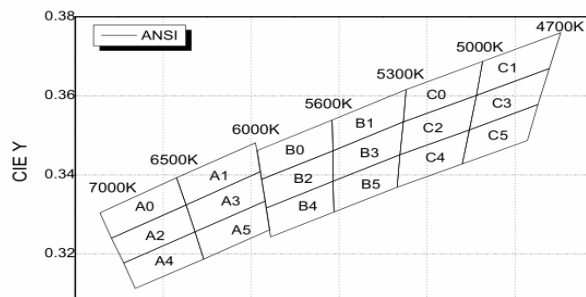 0.38
ANSI
4700K
5000K
C1
5300K
0.36
C0
C3
5600K
B1
C2
C5
6000K
B0
B3
C4
CIE Y
0.34
6500K
A1
B2
B5
7000K
A0
A3
B4
A2
A5
0.32
A4